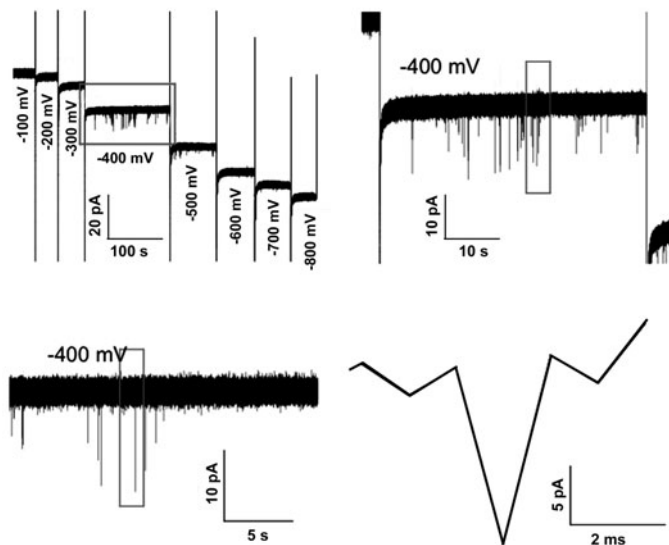 -100 mV
-200 mV
-300 mV
-400 mV
-500 mV
-600 mV
-700 mV
-800 mV
20 pA
100 s
-400 mV
10 pA
10 s
-400 mV
10 pA
5 s
5 pA
2 ms